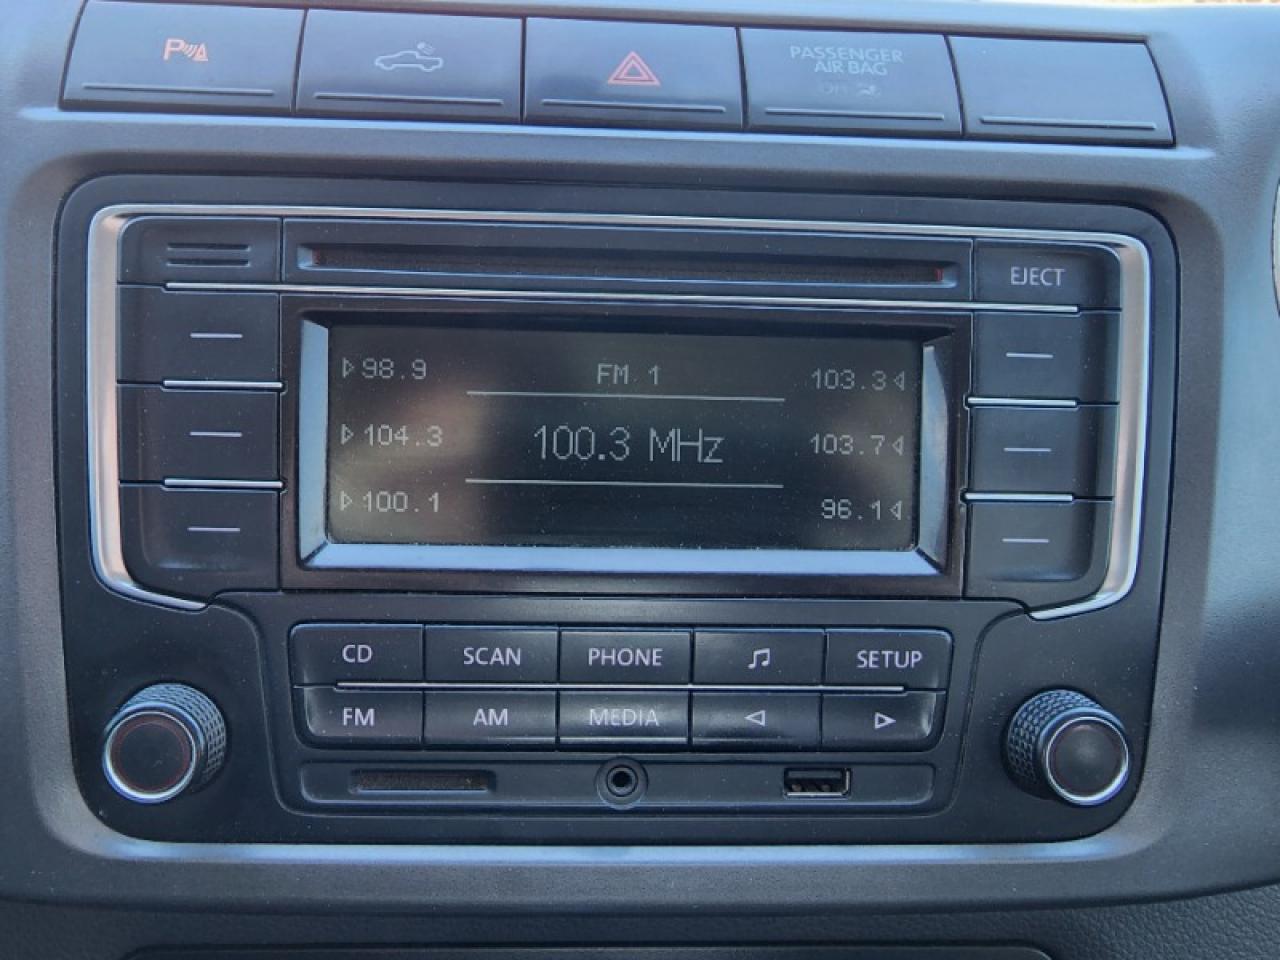 P
PASSENGER
AIR BAG
EJECT
98.9 FM 1 103.3
104.3 100.3 MHz 103.7
100.1 96.1
CD SCAN PHONE SETUP
FM AM MEDIA